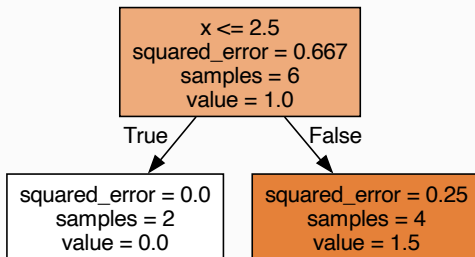 x <= 2.5
squared_error = 0.667
samples = 6
value = 1.0
True
False
squared_error = 0.0
samples = 2
value = 0.0
squared_error = 0.25
samples = 4
value = 1.5